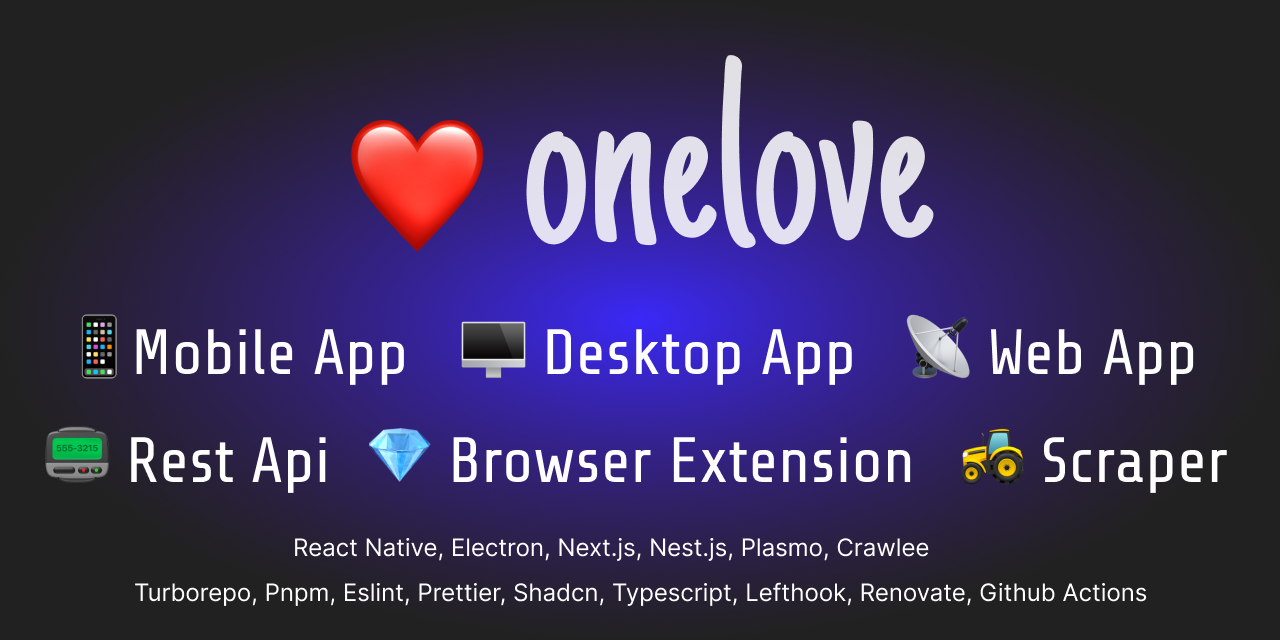 onelove
Mobile App Desktop App Web App
555-3215
Rest Api Browser Extension Scraper
React Native, Electron, Next.js, Nest.js, Plasmo, Crawlee
Turborepo, Pnpm, Eslint, Prettier, Shadcn, Typescript, Lefthook, Renovate, Github Actions